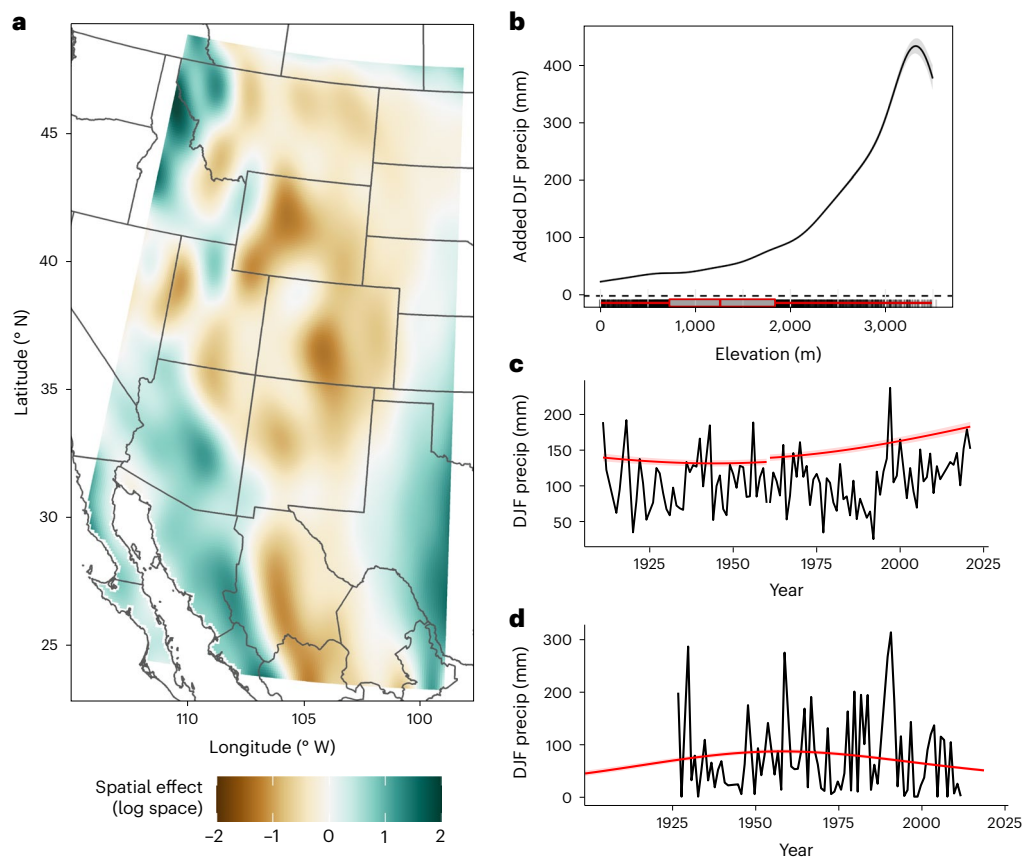 a
Latitude (° N)
45
40
35
30
25
110
105
100
Longitude (° W)
Spatial effect
(log space)
−2
−1
0
1
2
b
Added DJF precip (mm)
400
300
200
100
0
0
1,000
2,000
3,000
Elevation (m)
c
DJF precip (mm)
200
150
100
50
1925
1950
1975
2000
2025
Year
d
DJF precip (mm)
300
200
100
0
1925
1950
1975
2000
2025
Year